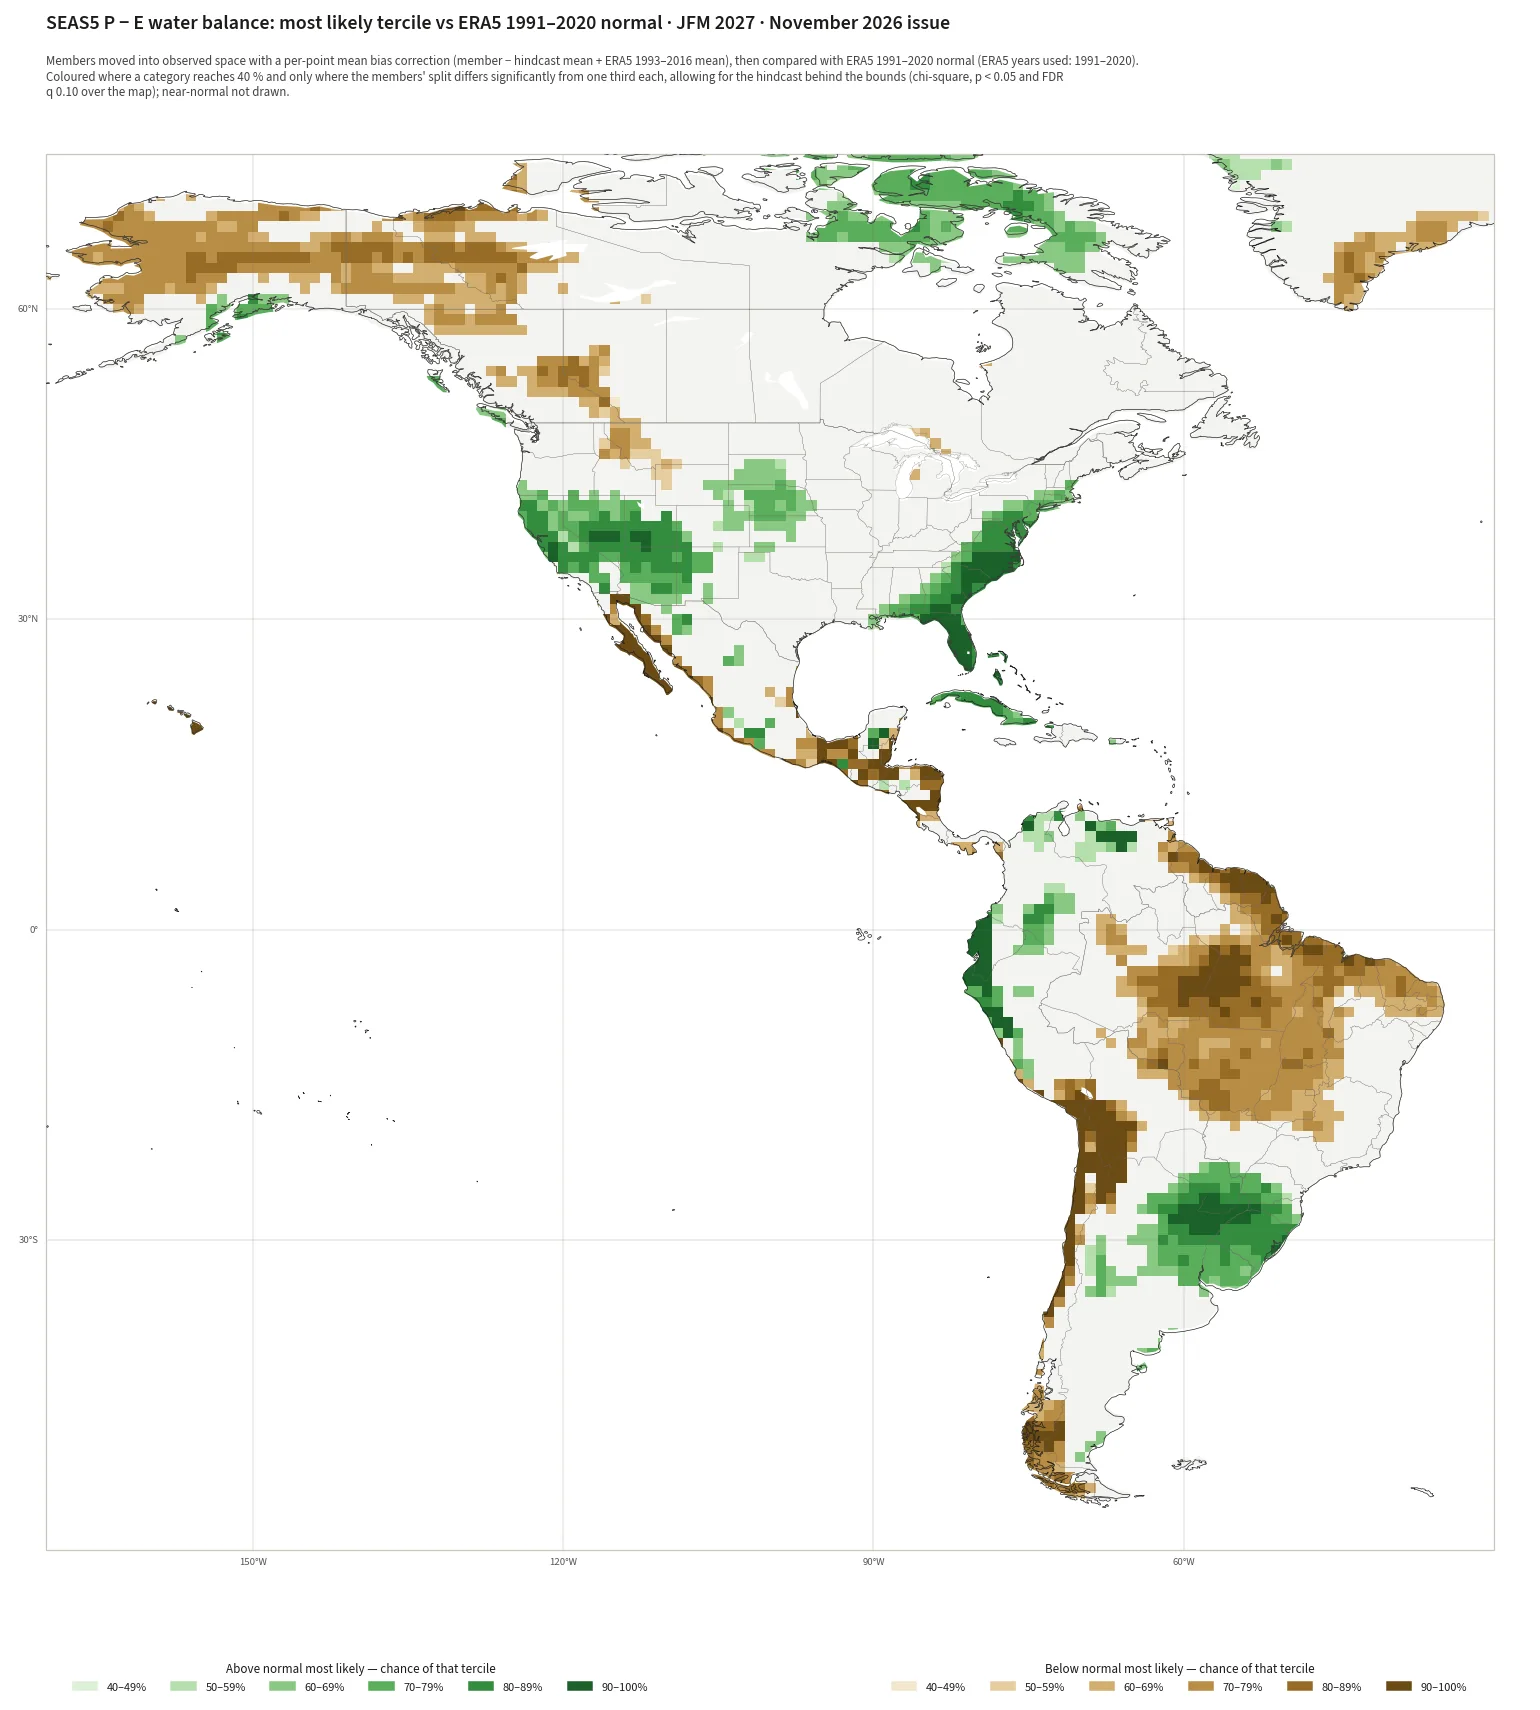 SEAS5 P − E water balance: most likely tercile vs ERA5 1991–2020 normal · JFM 2027 · November 2026 issue
Members moved into observed space with a per-point mean bias correction (member − hindcast mean + ERA5 1993–2016 mean), then compared with ERA5 1991–2020 normal (ERA5 years used: 1991–2020).
Coloured where a category reaches 40 % and only where the members' split differs significantly from one third each, allowing for the hindcast behind the bounds (chi-square, p < 0.05 and FDR
q 0.10 over the map); near-normal not drawn.
60°N
30°N
0°
30°S
150°W
120°W
90°W
60°W
Above normal most likely — chance of that tercile
40–49%
50–59%
60–69%
70–79%
80–89%
90–100%
Below normal most likely — chance of that tercile
40–49%
50–59%
60–69%
70–79%
80–89%
90–100%